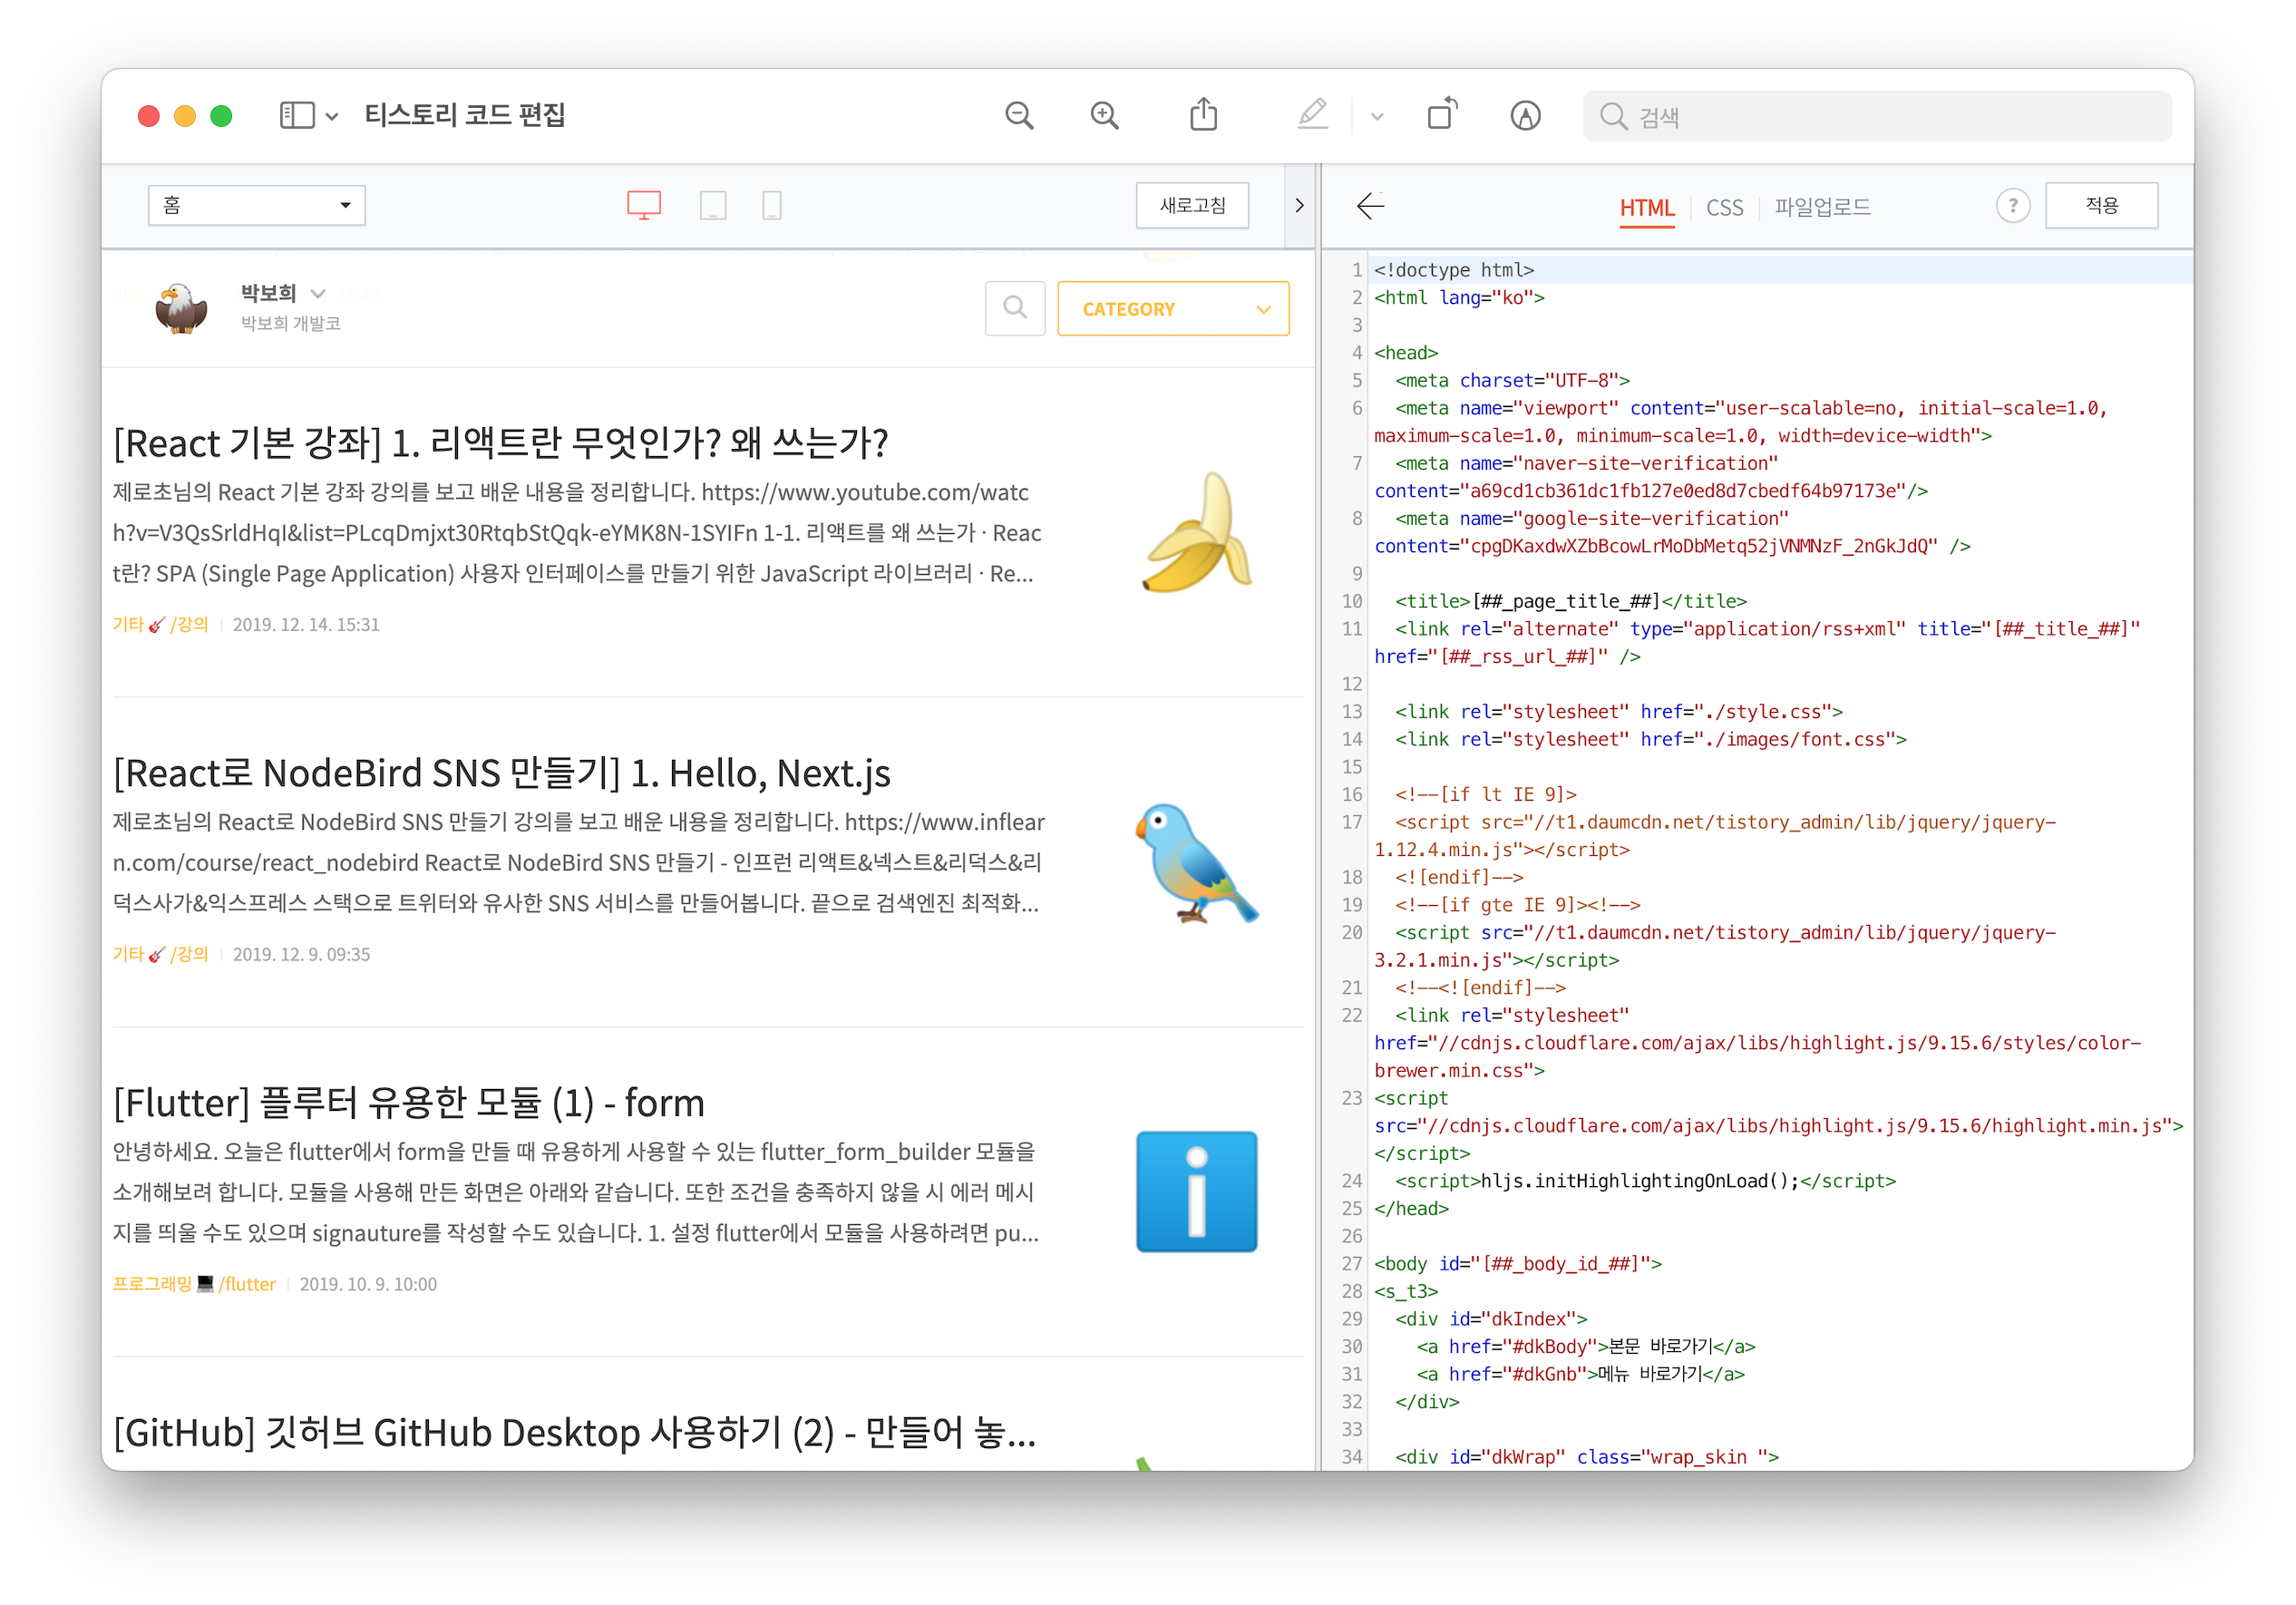 티스토리 코드 편집
검색
홈
새로고침
HTML
CSS
파일업로드
?
적용
박보희
박보희 개발코
CATEGORY
[React 기본 강좌] 1. 리액트란 무엇인가? 왜 쓰는가?
제로초님의 React 기본 강좌 강의를 보고 배운 내용을 정리합니다. https://www.youtube.com/watc
h?v=V3QsSrldHqI&list=PLcqDmjxt30RtqbStQqk-eYMK8N-1SYIFn 1-1. 리액트를 왜 쓰는가 · Reac
t란? SPA (Single Page Application) 사용자 인터페이스를 만들기 위한 JavaScript 라이브러리 · Re...
기타🎸/강의 2019. 12. 14. 15:31
[React로 NodeBird SNS 만들기] 1. Hello, Next.js
제로초님의 React로 NodeBird SNS 만들기 강의를 보고 배운 내용을 정리합니다. https://www.inflear
n.com/course/react_nodebird React로 NodeBird SNS 만들기 - 인프런 리액트&넥스트&리덕스&리
덕스사가&익스프레스 스택으로 트위터와 유사한 SNS 서비스를 만들어봅니다. 끝으로 검색엔진 최적화...
기타🎸/강의 2019. 12. 9. 09:35
[Flutter] 플루터 유용한 모듈 (1) - form
안녕하세요. 오늘은 flutter에서 form을 만들 때 유용하게 사용할 수 있는 flutter_form_builder 모듈을
소개해보려 합니다. 모듈을 사용해 만든 화면은 아래와 같습니다. 또한 조건을 충족하지 않을 시 에러 메시
지를 띄울 수도 있으며 signauture를 작성할 수도 있습니다. 1. 설정 flutter에서 모듈을 사용하려면 pu...
프로그래밍💻/flutter 2019. 10. 9. 10:00
[GitHub] 깃허브 GitHub Desktop 사용하기 (2) - 만들어 놓...
1 <!doctype html>
2 <html lang="ko">
3
4 <head>
5 <meta charset="UTF-8">
6 <meta name="viewport" content="user-scalable=no, initial-scale=1.0,
maximum-scale=1.0, minimum-scale=1.0, width=device-width">
7 <meta name="naver-site-verification"
content="a69cd1cb361dc1fb127e0ed8d7cbedf64b97173e"/>
8 <meta name="google-site-verification"
content="cpgDKaxdwXZbBcowLrMoDbMetq52jVNMNzF_2nGkJdQ" />
9
10 <title>[##_page_title_##]</title>
11 <link rel="alternate" type="application/rss+xml" title="[##_title_##]"
href="[##_rss_url_##]" />
12
13 <link rel="stylesheet" href="./style.css">
14 <link rel="stylesheet" href="./images/font.css">
15
16 <!--[if lt IE 9]>
17 <script src="//t1.daumcdn.net/tistory_admin/lib/jquery/jquery-
1.12.4.min.js"></script>
18 <![endif]-->
19 <!--[if gte IE 9]><!-->
20 <script src="//t1.daumcdn.net/tistory_admin/lib/jquery/jquery-
3.2.1.min.js"></script>
21 <!--<![endif]-->
22 <link rel="stylesheet"
href="//cdnjs.cloudflare.com/ajax/libs/highlight.js/9.15.6/styles/color-
brewer.min.css">
23 <script
src="//cdnjs.cloudflare.com/ajax/libs/highlight.js/9.15.6/highlight.min.js">
</script>
24 <script>hljs.initHighlightingOnLoad();</script>
25 </head>
26
27 <body id="[##_body_id_##]">
28 <s_t3>
29 <div id="dkIndex">
30 <a href="#dkBody">본문 바로가기</a>
31 <a href="#dkGnb">메뉴 바로가기</a>
32 </div>
33
34 <div id="dkWrap" class="wrap_skin ">